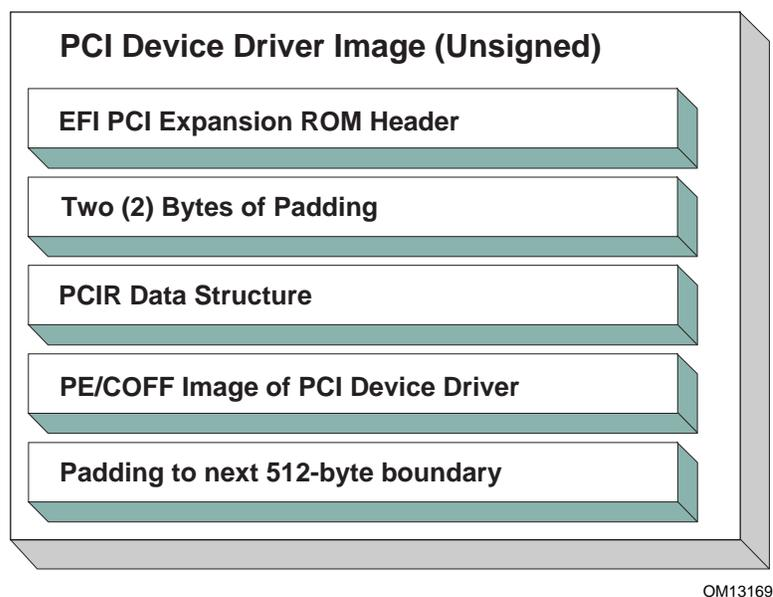 PCI Device Driver Image (Unsigned)
EFI PCI Expansion ROM Header
Two (2) Bytes of Padding
PCIR Data Structure
PE/COFF Image of PCI Device Driver
Padding to next 512-byte boundary
OM13169